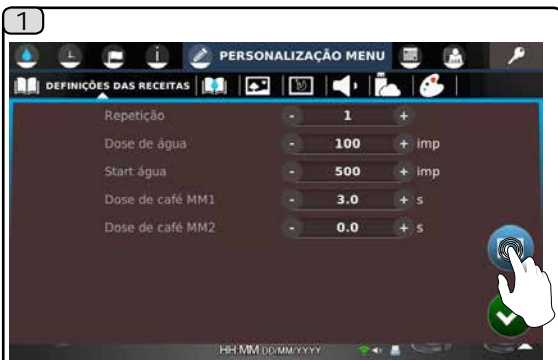 1
PERSONALIZAÇÃO MENU
DEFINIÇÕES DAS RECEITAS
Repetição - 1 +
Dose de água - 100 + imp
Start água - 500 + imp
Dose de café MM1 - 3.0 + s
Dose de café MM2 - 0.0 + s
HH:MM DD/MM/YYYY